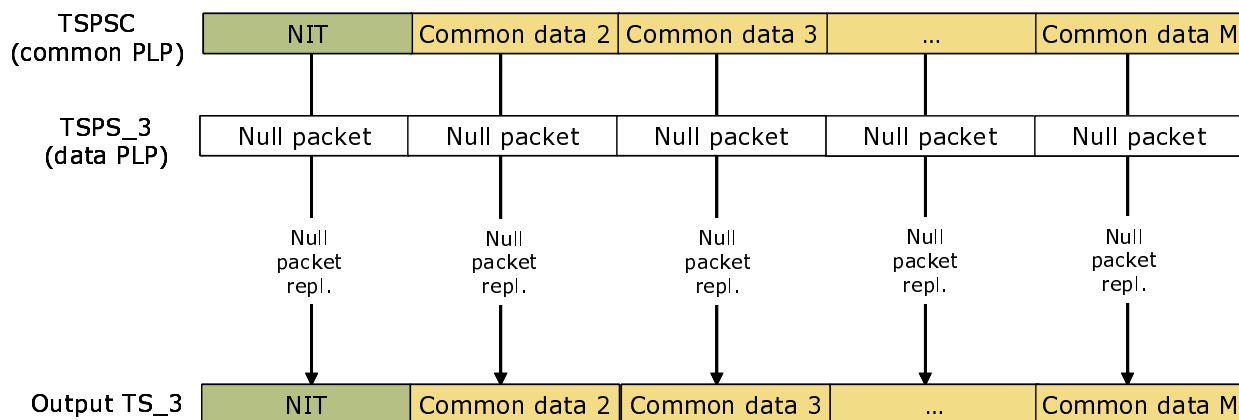 TSPSC
(common PLP)
NIT
Common data 2
Common data 3
...
Common data M
TSPS_3
(data PLP)
Null packet
Null packet
Null packet
Null packet
Null packet
Null
packet
repl.
Null
packet
repl.
Null
packet
repl.
Null
packet
repl.
Null
packet
repl.
Output TS_3
NIT
Common data 2
Common data 3
...
Common data M